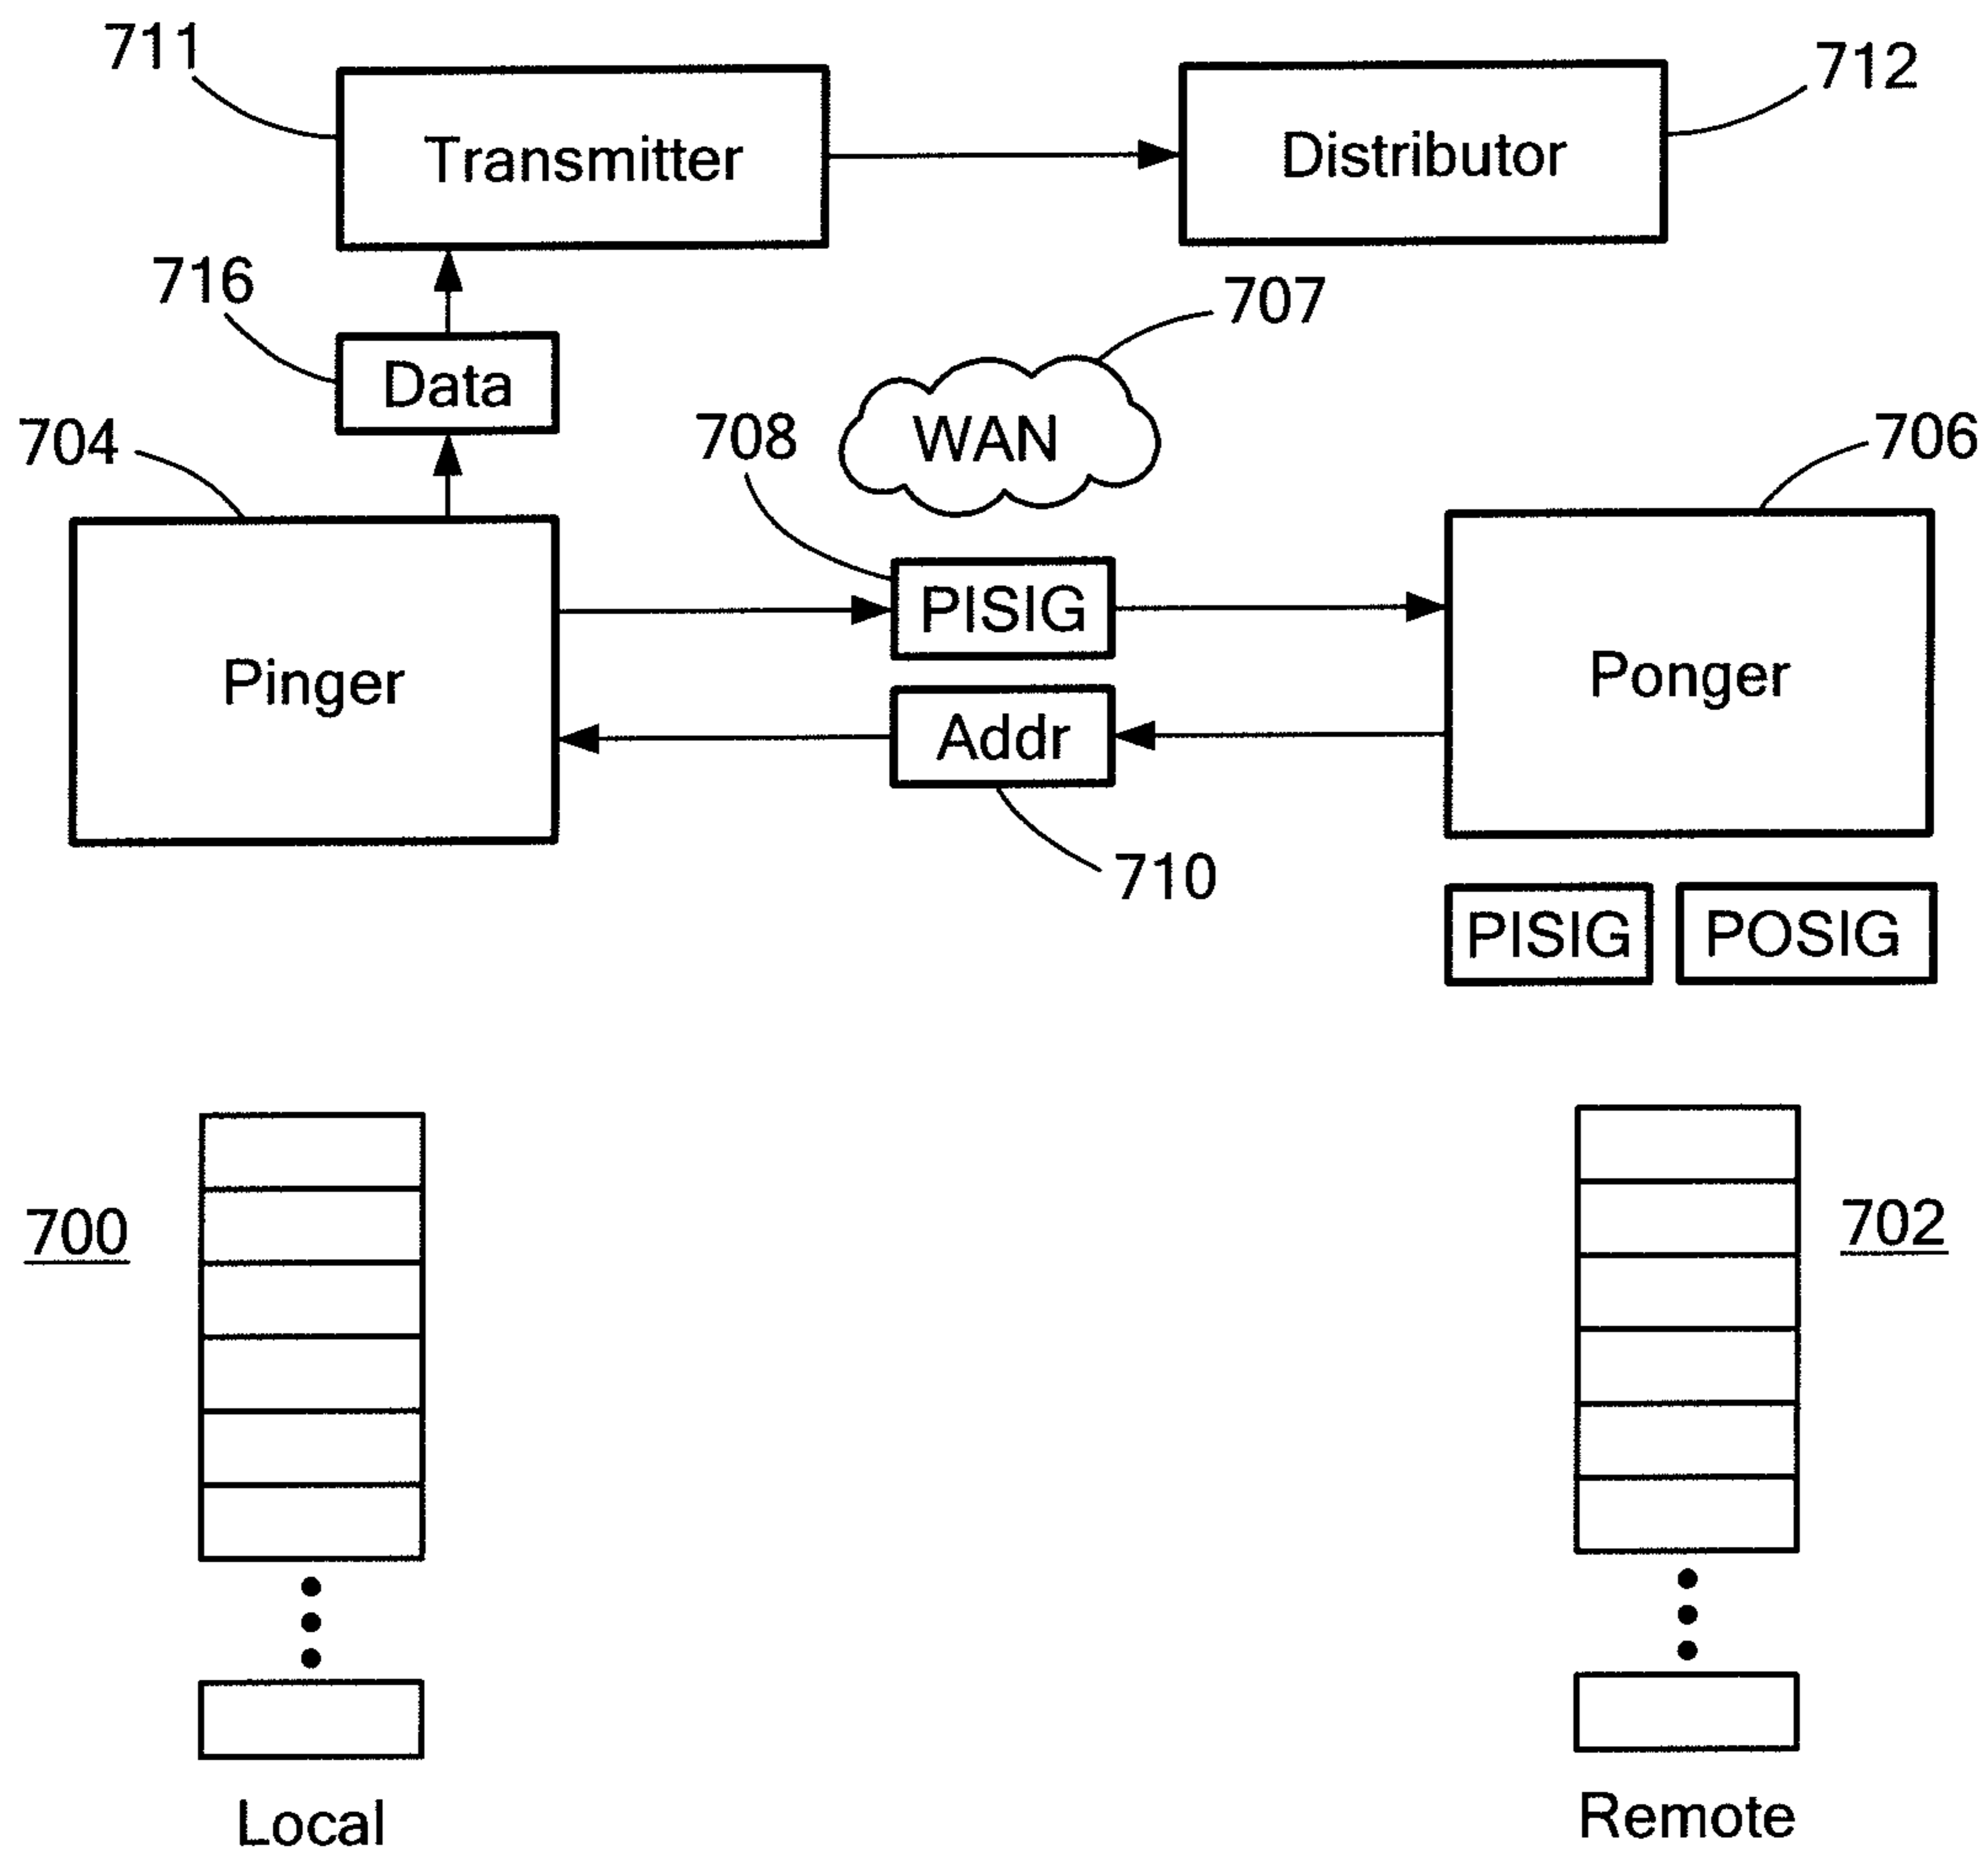 711
712
Transmitter
Distributor
716
707
Data
WAN
704
708
706
PISIG
Pinger
Ponger
Addr
710
PISIG
POSIG
700
702
Local
Remote